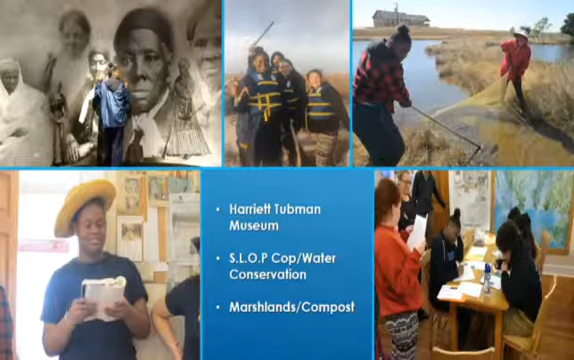 • Harriett Tubman
Museum
• S.L.O.P Cop/Water
Conservation
• Marshlands/Compost